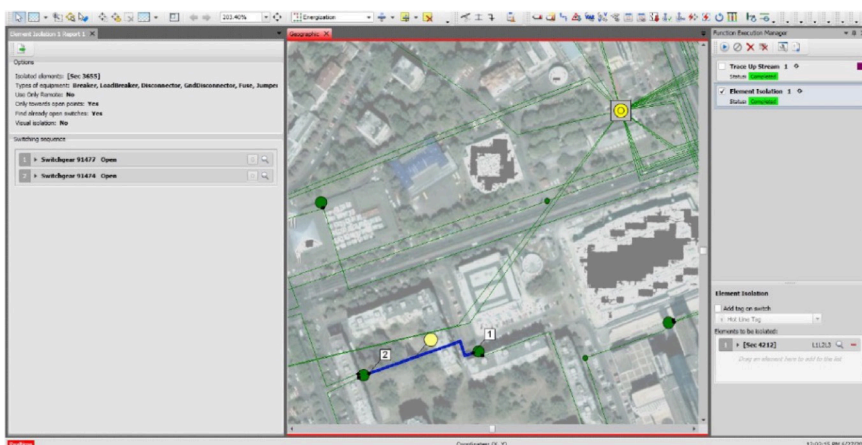 203.40%
Energization
Element Isolation 1 Report 1
Geographic
Function Execution Manager
Options
Isolated elements: [Sec 3655]
Types of equipment: Breaker, LoadBreaker, Disconnector, GndDisconnector, Fuse, Jumper
Use Only Remote: No
Only towards open points: Yes
Find already open switches: Yes
Visual isolation: No
Switching sequence
1 Switchgear 91477 Open
2 Switchgear 91474 Open
1
2
Trace Up Stream 1
Status Completed
Element Isolation 1
Status Completed
Element Isolation
Add tag on switch
Hot Line Tag
Elements to be isolated:
1 [Sec 4212] L1L2L3
Drag an element here to add to the list
Coordinates (X, Y)